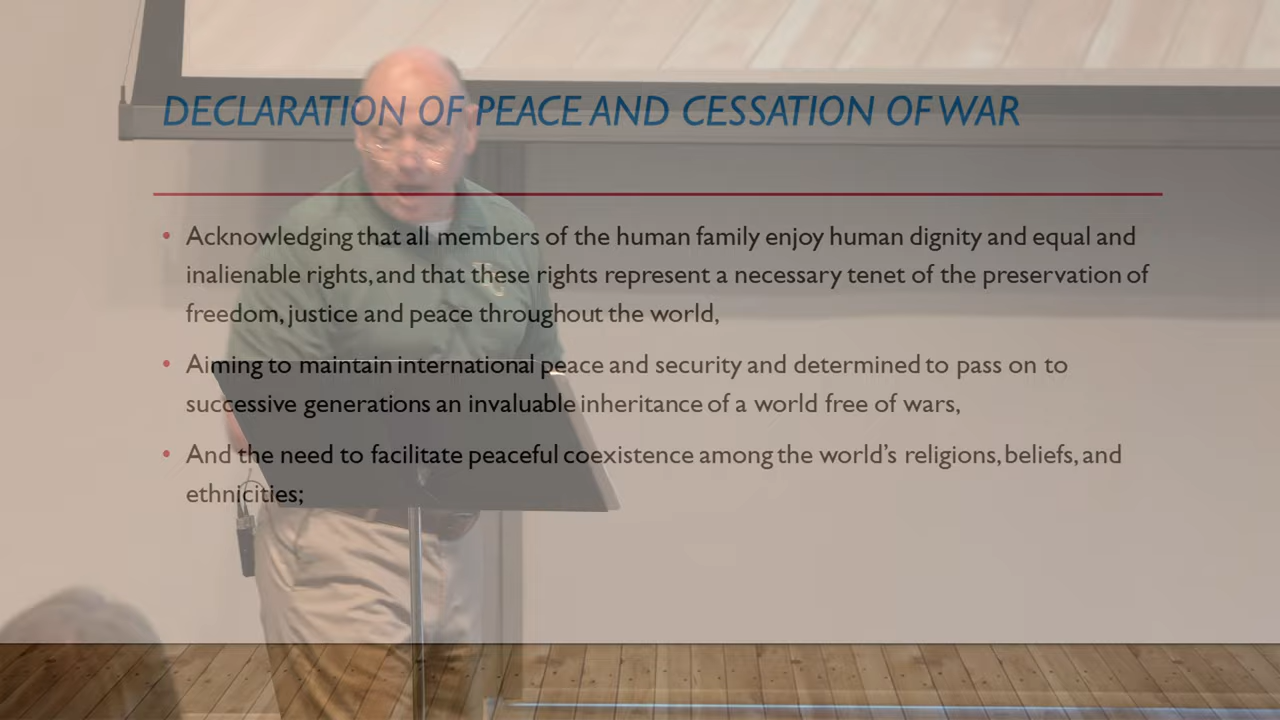 DECLARATION OF PEACE AND CESSATION OF WAR
• Acknowledging that all members of the human family enjoy human dignity and equal and
inalienable rights, and that these rights represent a necessary tenet of the preservation of
freedom, justice and peace throughout the world,
• Aiming to maintain international peace and security and determined to pass on to
successive generations an invaluable inheritance of a world free of wars,
• And the need to facilitate peaceful coexistence among the world's religions, beliefs, and
ethnicities;